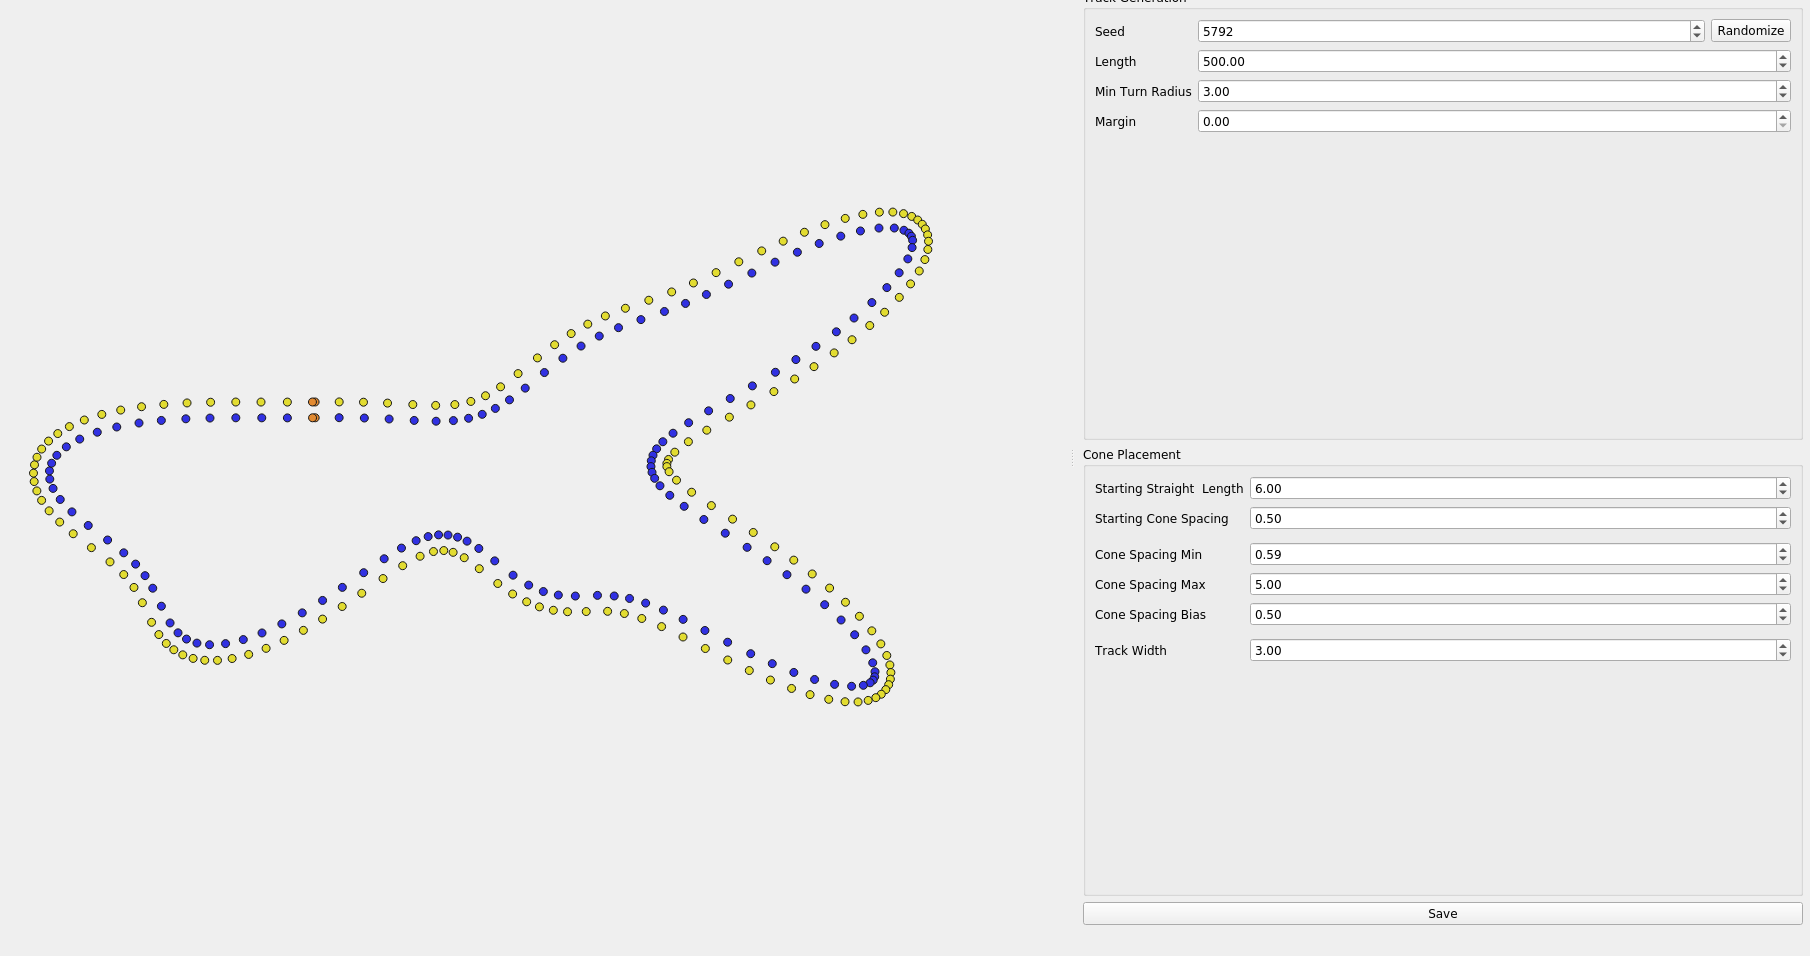 Track Generation
Seed 5792 Randomize
Length 500.00
Min Turn Radius 3.00
Margin 0.00
Cone Placement
Starting Straight Length 6.00
Starting Cone Spacing 0.50
Cone Spacing Min 0.59
Cone Spacing Max 5.00
Cone Spacing Bias 0.50
Track Width 3.00
Save